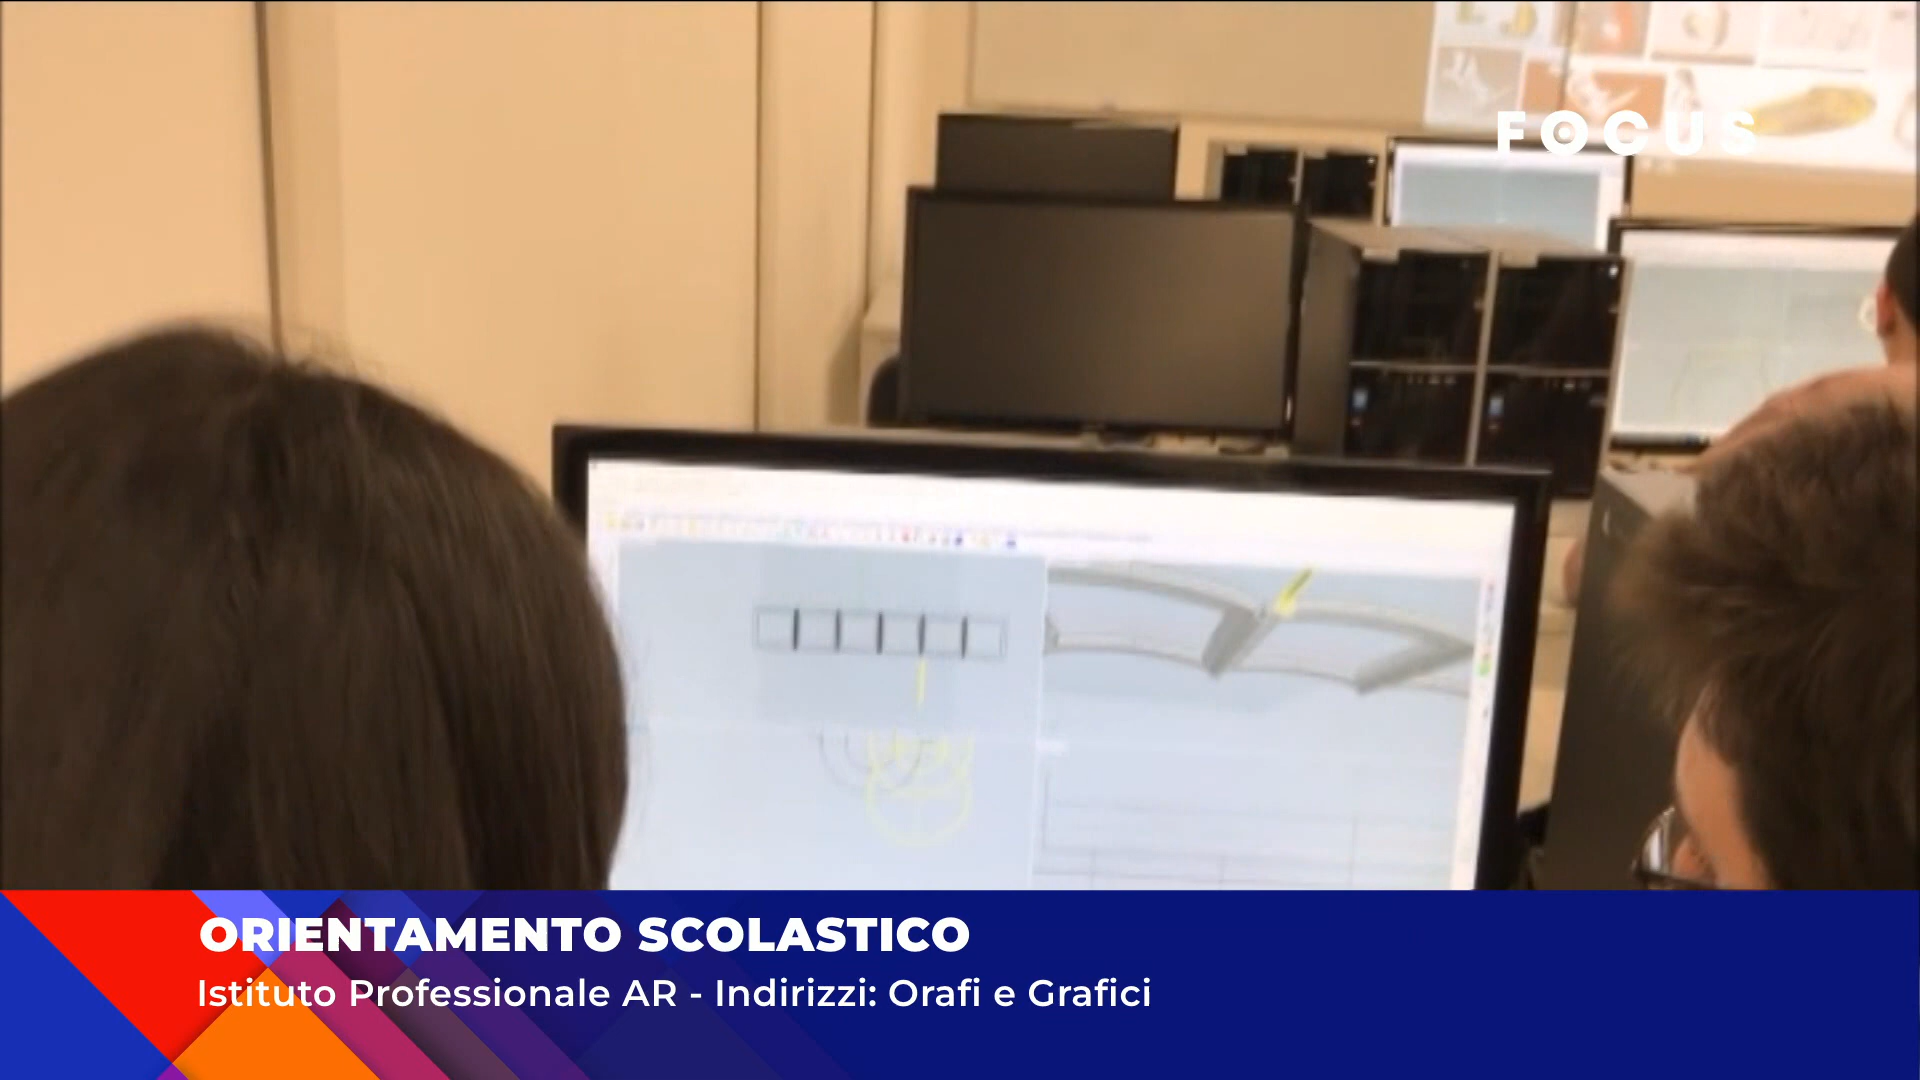 FOCUS
ORIENTAMENTO SCOLASTICO
Istituto Professionale AR - Indirizzi: Orafi e Grafici